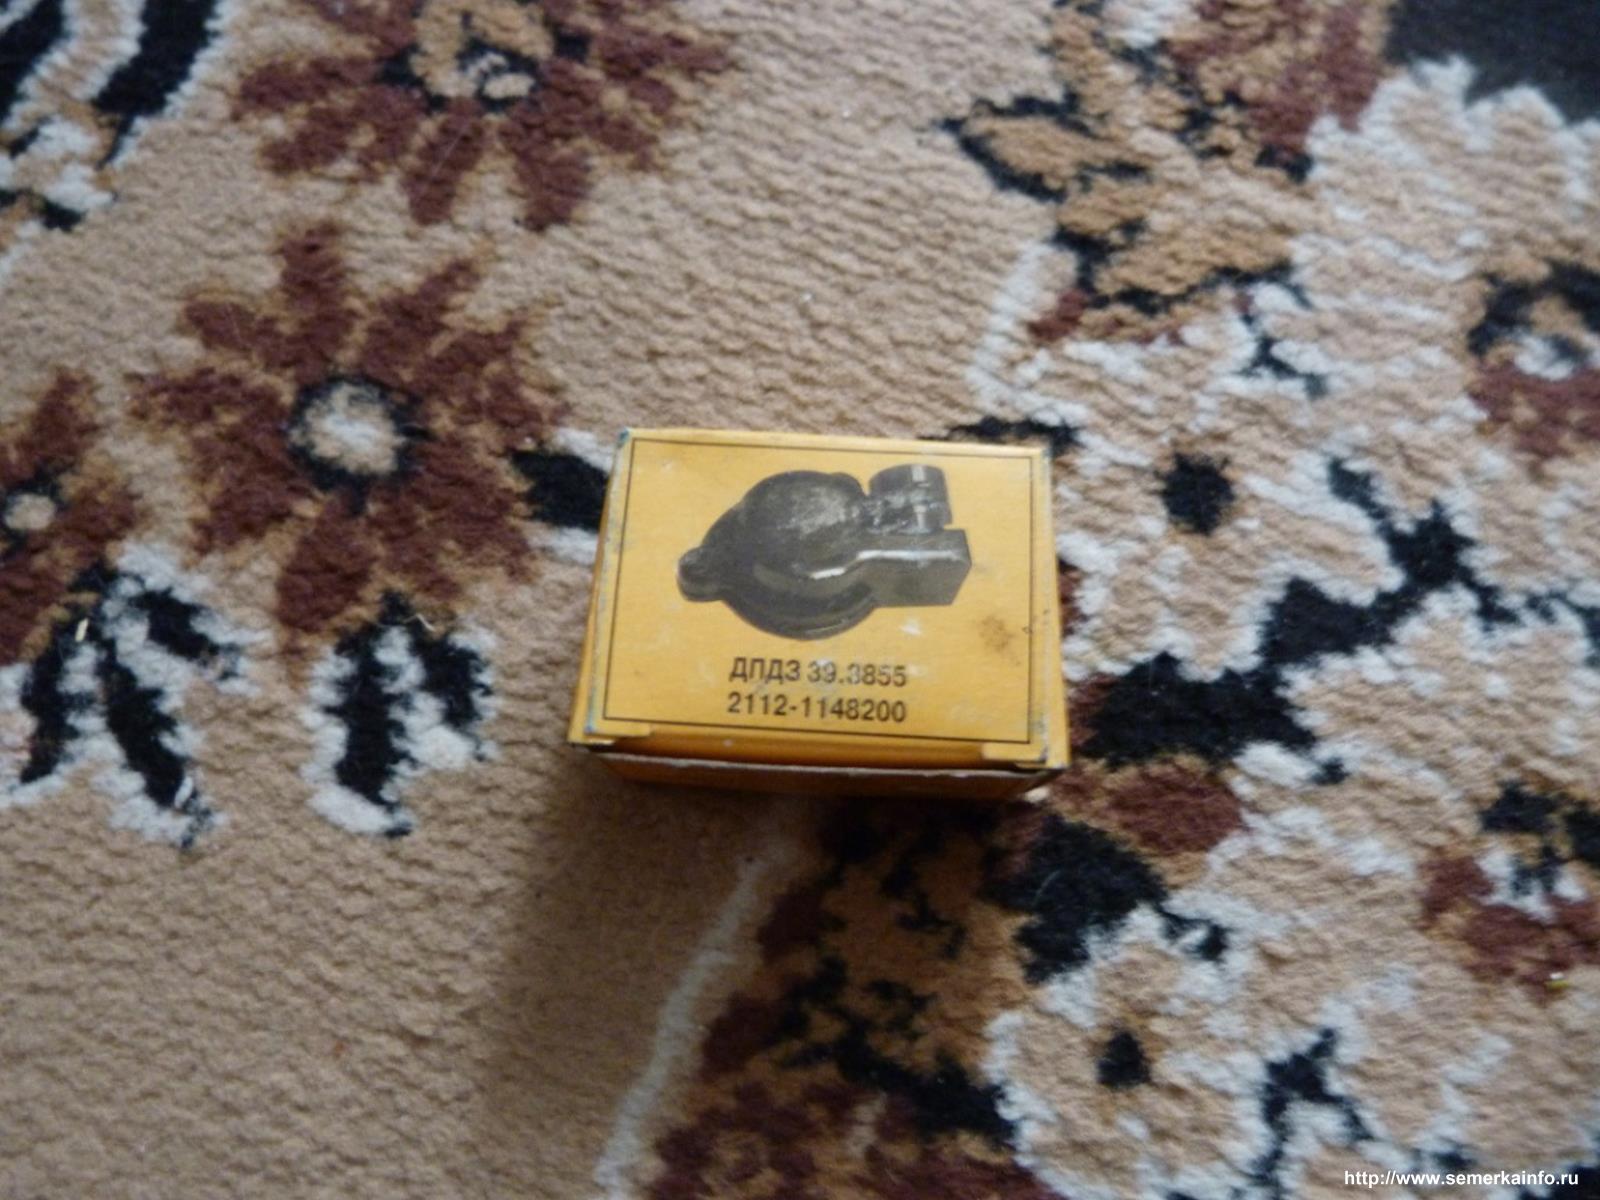 ДПДЗ 39.3855
2112-1148200
http://www.semerkainfo.ru